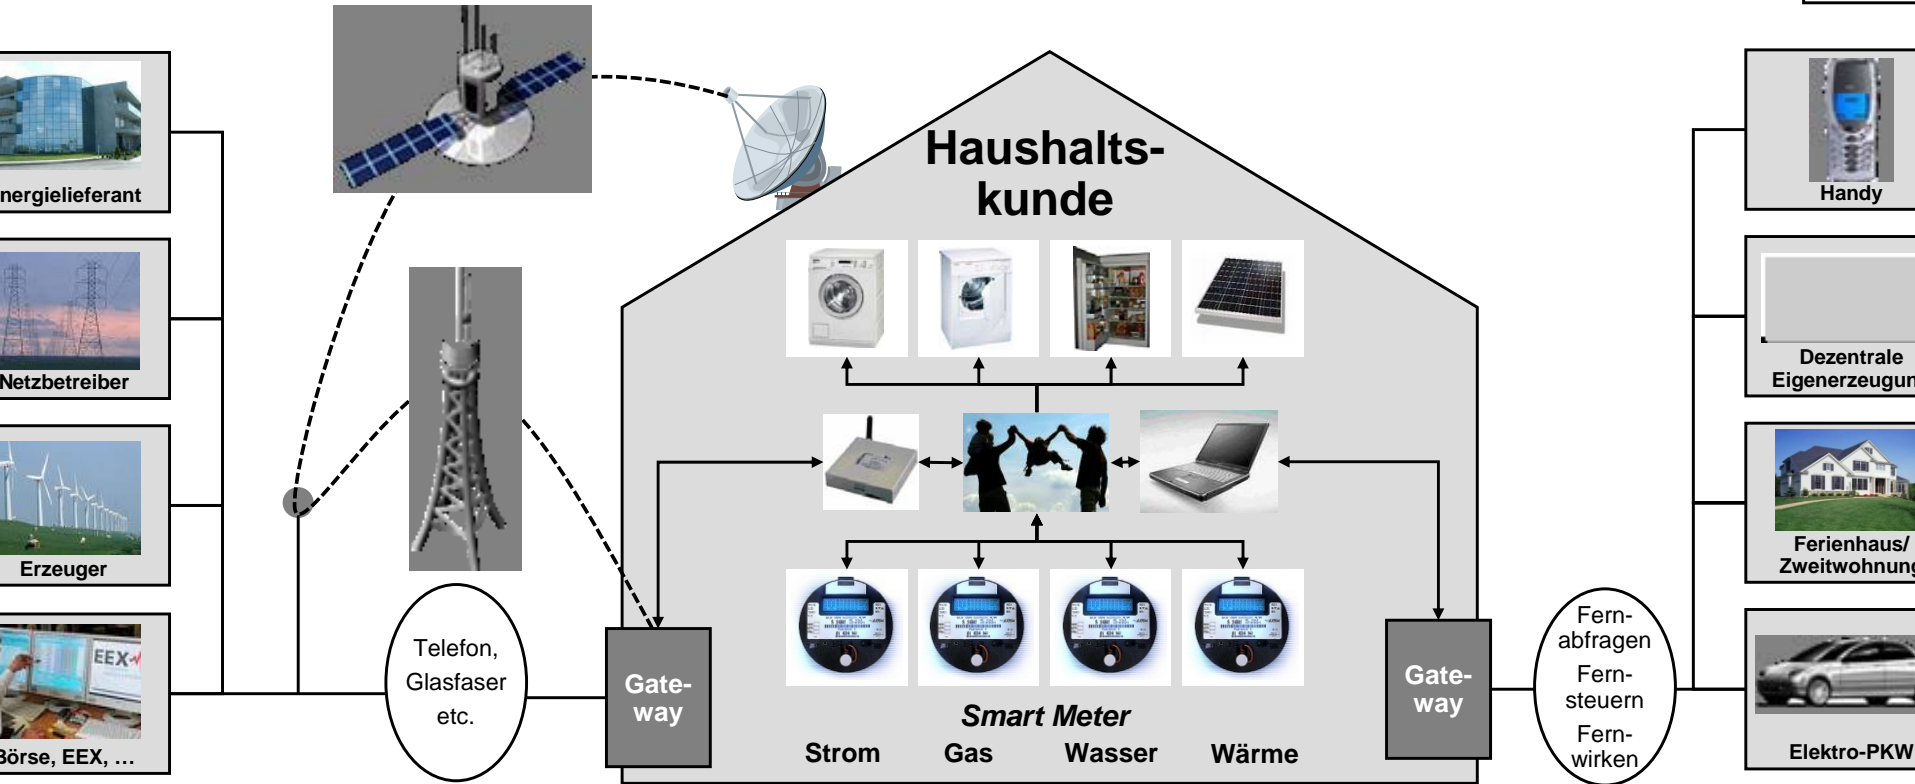 nergielieferant
Netzbetreiber
Erzeuger
EEX
Börse, EEX, …
Telefon,
Glasfaser
etc.
Gate-
way
Haushalts-
kunde
Smart Meter
Strom
Gas
Wasser
Wärme
Gate-
way
Fern-
abfragen
Fern-
steuern
Fern-
wirken
Handy
Dezentrale
Eigenerzeugun
Ferienhaus/
Zweitwohnung
Elektro-PKW